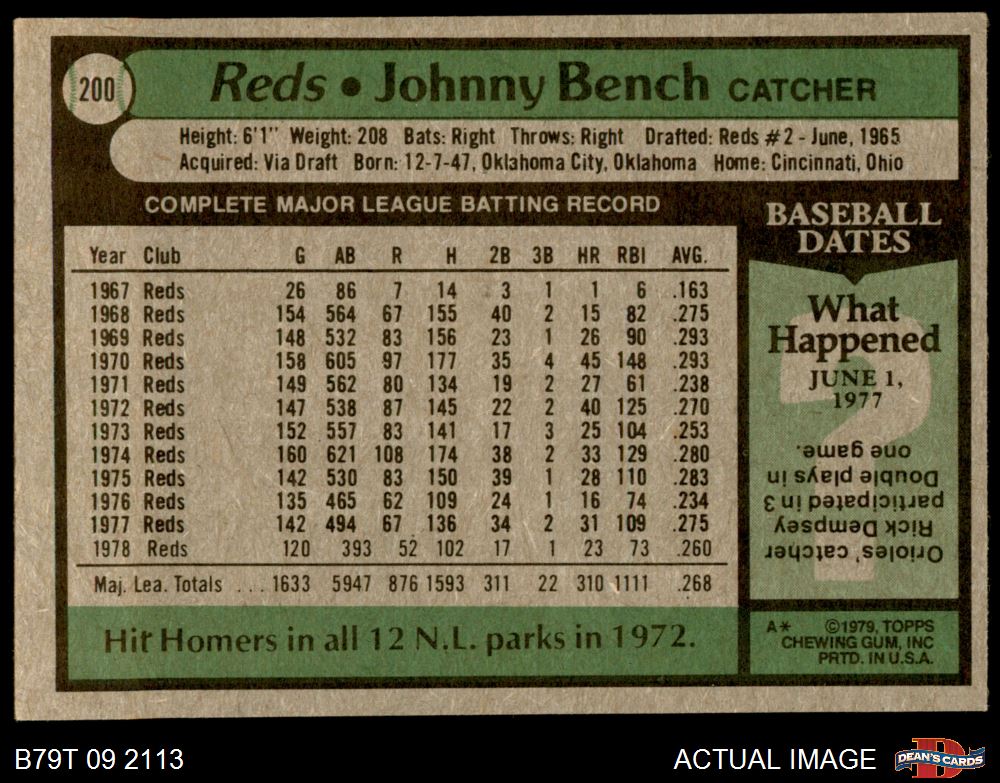 200
Reds • Johnny Bench CATCHER
Height: 6'1" Weight: 208 Bats: Right Throws: Right Drafted: Reds #2 - June, 1965
Acquired: Via Draft Born: 12-7-47, Oklahoma City, Oklahoma Home: Cincinnati, Ohio
COMPLETE MAJOR LEAGUE BATTING RECORD
Year Club G AB R H 2B 3B HR RBI AVG.
1967 Reds 26 86 7 14 3 1 1 6 .163
1968 Reds 154 564 67 155 40 2 15 82 .275
1969 Reds 148 532 83 156 23 1 26 90 .293
1970 Reds 158 605 97 177 35 4 45 148 .293
1971 Reds 149 562 80 134 19 2 27 61 .238
1972 Reds 147 538 87 145 22 2 40 125 .270
1973 Reds 152 557 83 141 17 3 25 104 .253
1974 Reds 160 621 108 174 38 2 33 129 .280
1975 Reds 142 530 83 150 39 1 28 110 .283
1976 Reds 135 465 62 109 24 1 16 74 .234
1977 Reds 142 494 67 136 34 2 31 109 .275
1978 Reds 120 393 52 102 17 1 23 73 .260
Maj. Lea. Totals . . . 1633 5947 876 1593 311 22 310 1111 .268
Hit Homers in all 12 N.L. parks in 1972.
BASEBALL
DATES
What
Happened
JUNE 1,
1977
Orioles' catcher
Rick Dempsey
participated in 3
Double plays in
one game.
A* ©1979, TOPPS
CHEWING GUM, INC
PRTD. IN U.S.A.
B79T 09 2113
ACTUAL IMAGE
D
DEAN'S CARDS